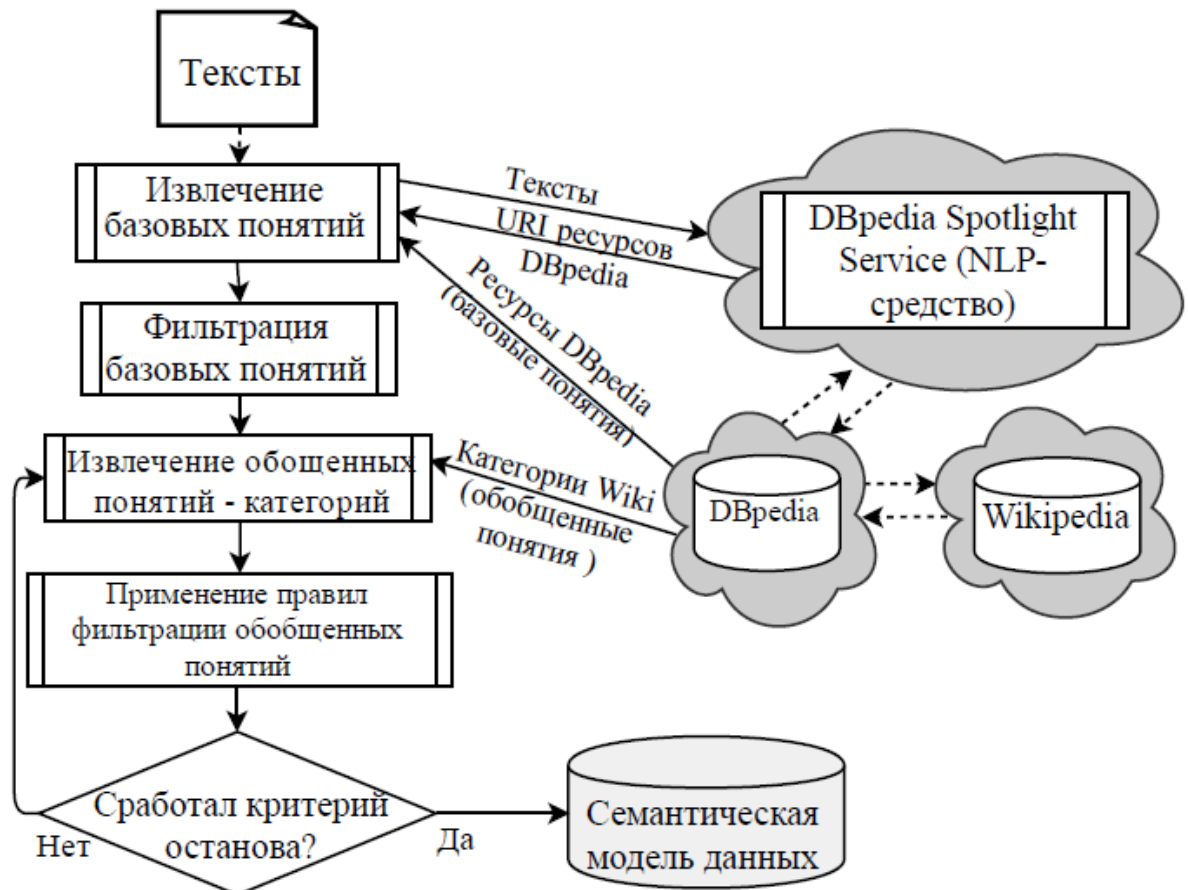 Тексты
Извлечение
базовых понятий
Тексты
URI ресурсов
DBpedia
DBpedia Spotlight
Service (NLP-
средство)
Фильтрация
базовых понятий
Ресурсы DBpedia
(базовые понятия)
Извлечение обощенных
понятий - категорий
Категории Wiki
(обобщенные
понятия )
DBpedia
Wikipedia
Применение правил
фильтрации обобщенных
понятий
Сработал критерий
останова?
Нет
Да
Семантическая
модель данных